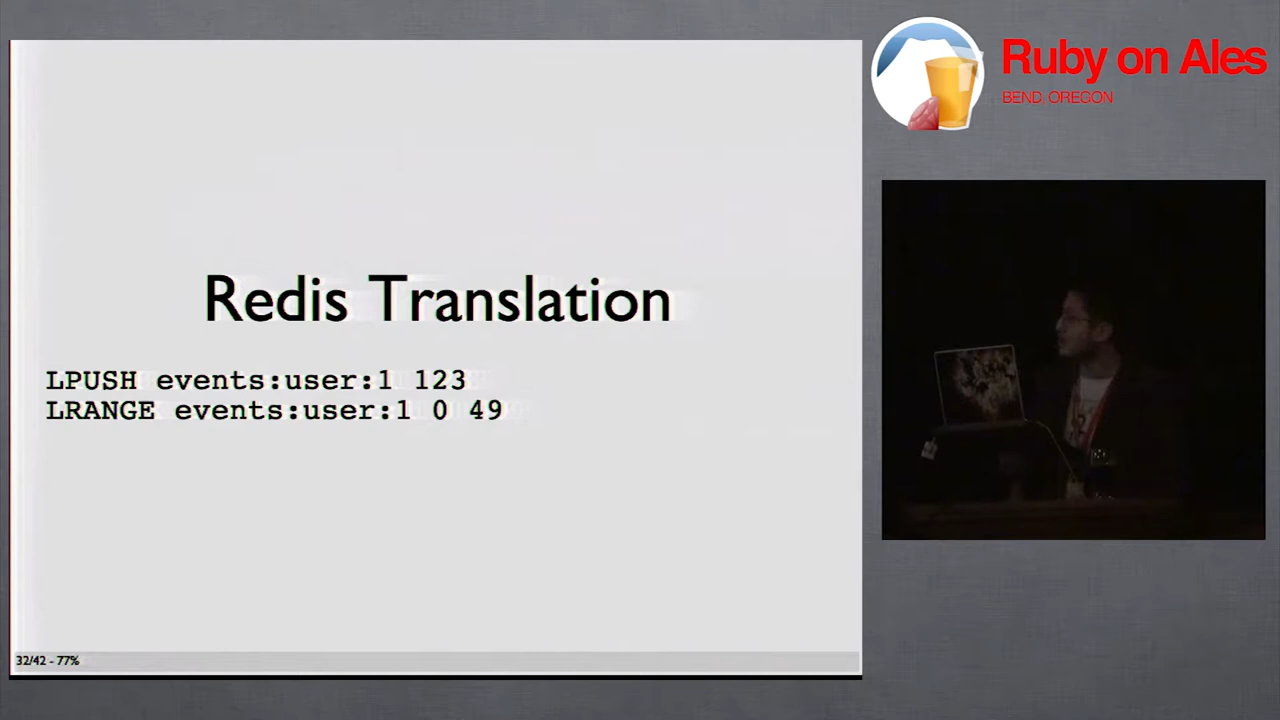 Ruby on Ales
BEND, OREGON
Redis Translation
LPUSH events:user:1 123
LRANGE events:user:1 0 49
32/42 - 77%